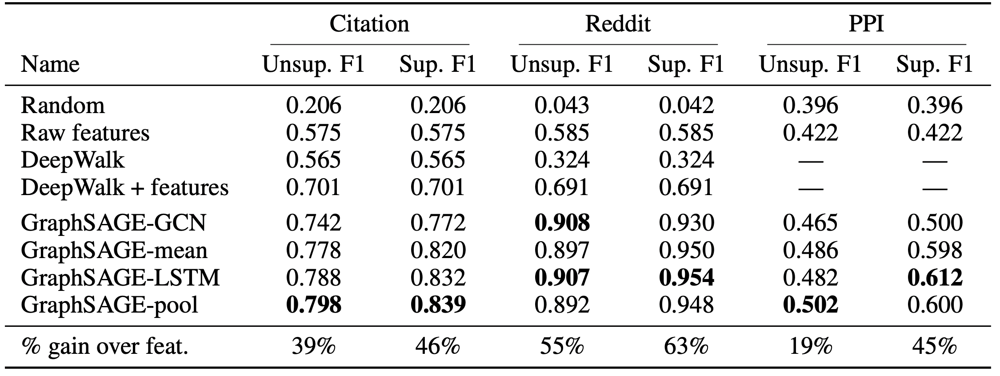 Citation Reddit PPI
Name Unsup. F1 Sup. F1 Unsup. F1 Sup. F1 Unsup. F1 Sup. F1
Random 0.206 0.206 0.043 0.042 0.396 0.396
Raw features 0.575 0.575 0.585 0.585 0.422 0.422
DeepWalk 0.565 0.565 0.324 0.324 — —
DeepWalk + features 0.701 0.701 0.691 0.691 — —
GraphSAGE-GCN 0.742 0.772 0.908 0.930 0.465 0.500
GraphSAGE-mean 0.778 0.820 0.897 0.950 0.486 0.598
GraphSAGE-LSTM 0.788 0.832 0.907 0.954 0.482 0.612
GraphSAGE-pool 0.798 0.839 0.892 0.948 0.502 0.600
% gain over feat. 39% 46% 55% 63% 19% 45%